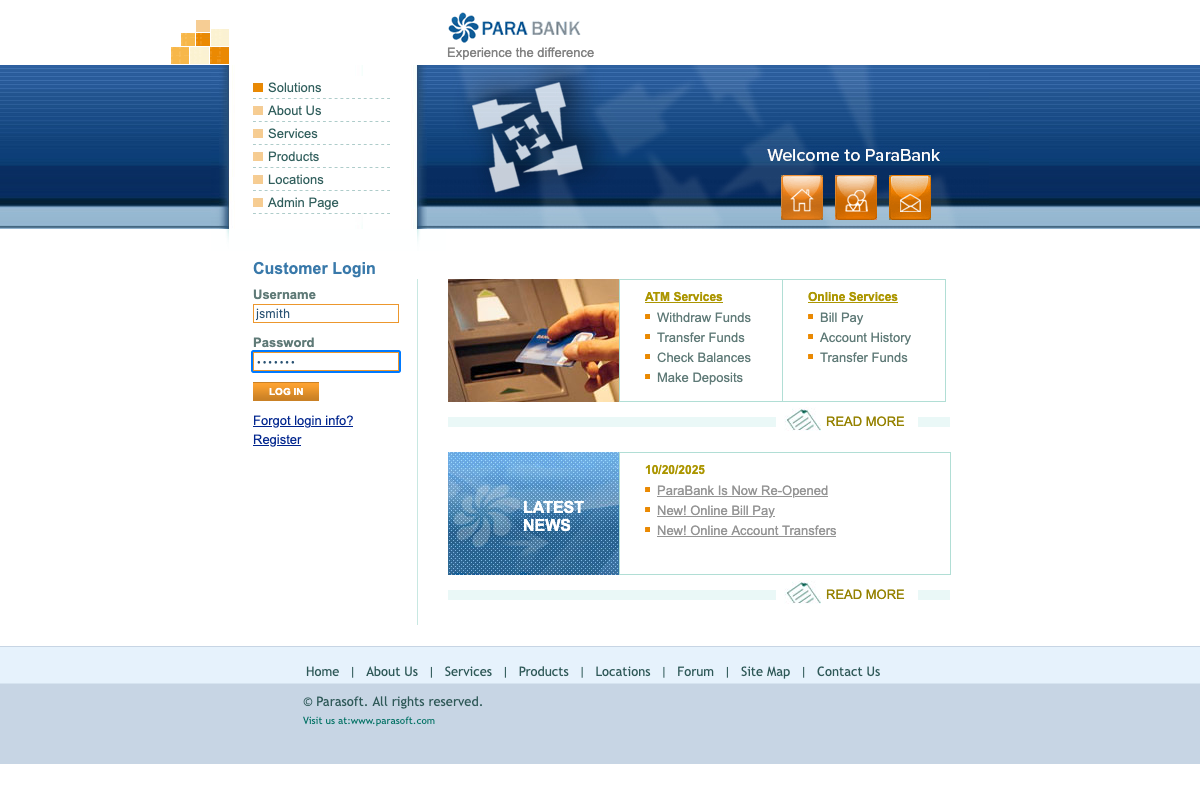 PARA BANK
Experience the difference
Solutions
About Us
Services
Products
Locations
Admin Page
Welcome to ParaBank
Customer Login
Username
jsmith
Password
•••••••
LOG IN
Forgot login info?
Register
ATM Services
Withdraw Funds
Transfer Funds
Check Balances
Make Deposits
Online Services
Bill Pay
Account History
Transfer Funds
READ MORE
LATEST
NEWS
10/20/2025
ParaBank Is Now Re-Opened
New! Online Bill Pay
New! Online Account Transfers
READ MORE
Home | About Us | Services | Products | Locations | Forum | Site Map | Contact Us
© Parasoft. All rights reserved.
Visit us at:www.parasoft.com